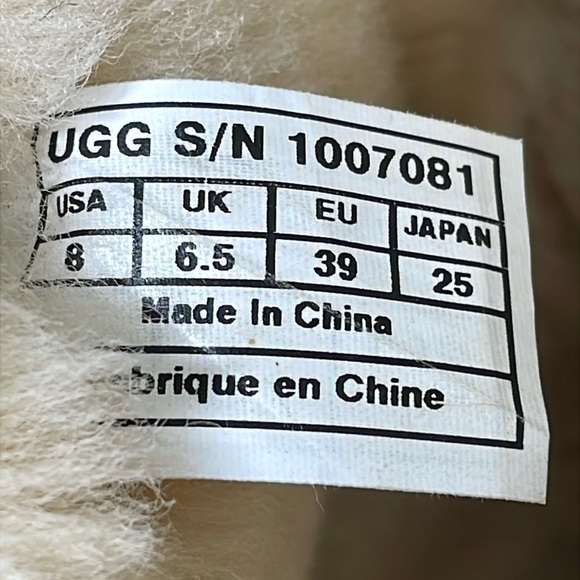 UGG S/N 1007081
USA UK EU JAPAN
8 6.5 39 25
Made In China
brique en Chine